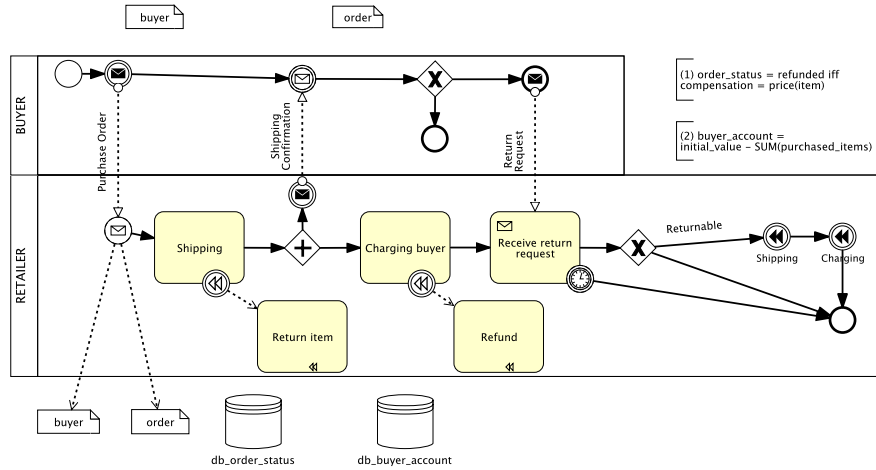 buyer
order
BUYER
Purchase Order
Shipping
Confirmation
Return
Request
(1) order_status = refunded iff
compensation = price(item)
(2) buyer_account =
initial_value - SUM(purchased_items)
RETAILER
Shipping
Charging buyer
Receive return
request
Returnable
Shipping
Charging
Return item
Refund
buyer
order
db_order_status
db_buyer_account